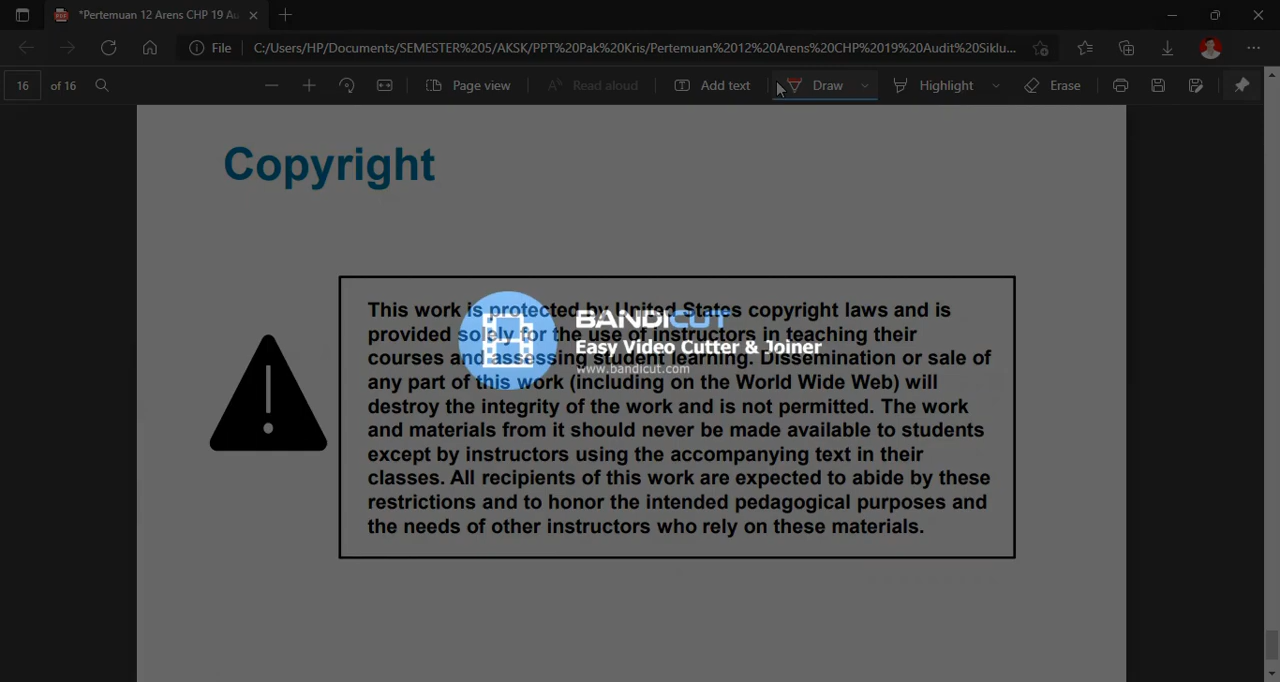 *Pertemuan 12 Arens CHP 19 Au
File
C:/Users/HP/Documents/SEMESTER%205/AKSK/PPT%20Pak%20Kris/Pertemuan%2012%20Arens%20CHP%2019%20Audit%20Siklu...
16 of 16
Page view
Read aloud
Add text
Draw
Highlight
Erase
Copyright
This work is protected by United States copyright laws and is
provided solely for the use of instructors in teaching their
courses and assessing student learning. Dissemination or sale of
any part of this work (including on the World Wide Web) will
destroy the integrity of the work and is not permitted. The work
and materials from it should never be made available to students
except by instructors using the accompanying text in their
classes. All recipients of this work are expected to abide by these
restrictions and to honor the intended pedagogical purposes and
the needs of other instructors who rely on these materials.
BANDICUT
Easy Video Cutter & Joiner
www.bandicut.com